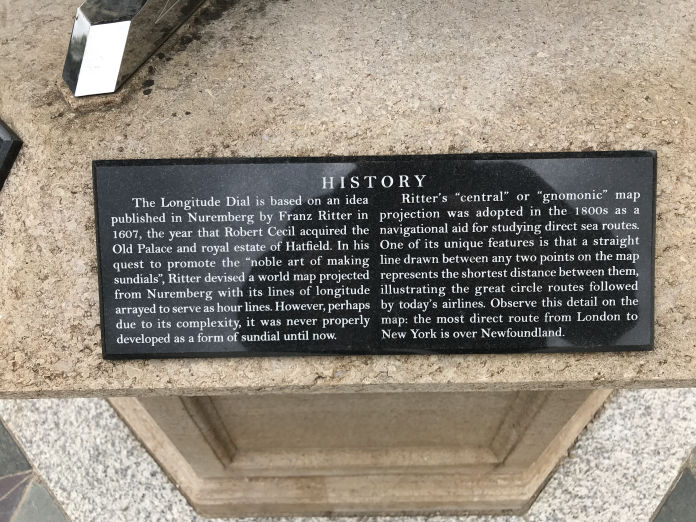 HISTORY
The Longitude Dial is based on an idea
published in Nuremberg by Franz Ritter in
1607, the year that Robert Cecil acquired the
Old Palace and royal estate of Hatfield. In his
quest to promote the "noble art of making
sundials", Ritter devised a world map projected
from Nuremberg with its lines of longitude
arrayed to serve as hour lines. However, perhaps
due to its complexity, it was never properly
developed as a form of sundial until now.
Ritter's "central" or "gnomonic" map
projection was adopted in the 1800s as a
navigational aid for studying direct sea routes.
One of its unique features is that a straight
line drawn between any two points on the map
represents the shortest distance between them,
illustrating the great circle routes followed
by today's airlines. Observe this detail on the
map: the most direct route from London to
New York is over Newfoundland.